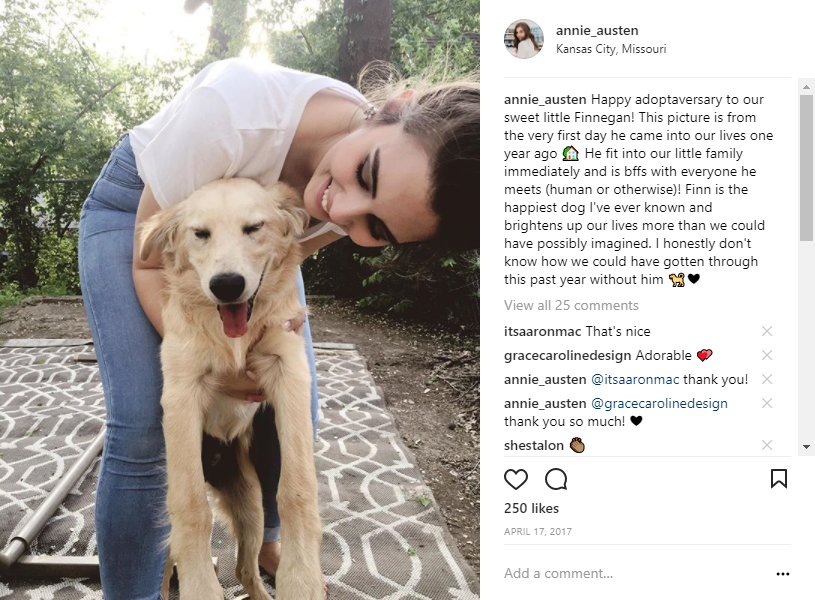 annie_austen
Kansas City, Missouri
annie_austen Happy adoptaversary to our
sweet little Finnegan! This picture is from
the very first day he came into our lives one
year ago 🏡 He fit into our little family
immediately and is bffs with everyone he
meets (human or otherwise)! Finn is the
happiest dog I've ever known and
brightens up our lives more than we could
have possibly imagined. I honestly don't
know how we could have gotten through
this past year without him 🐕🖤
View all 25 comments
itsaaronmac That's nice
gracecarolinedesign Adorable 💕
annie_austen @itsaaronmac thank you!
annie_austen @gracecarolinedesign
thank you so much! 🖤
shestalon 👏🏾
250 likes
APRIL 17, 2017
Add a comment...